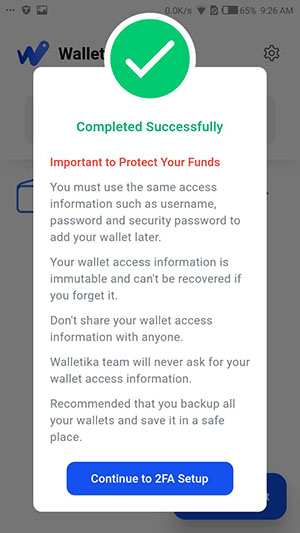 0.0K/s 65% 9:26 AM
Wallet
Completed Successfully
Important to Protect Your Funds
You must use the same access
information such as username,
password and security password to
add your wallet later.
Your wallet access information is
immutable and can't be recovered if
you forget it.
Don't share your wallet access
information with anyone.
Walletika team will never ask for your
wallet access information.
Recommended that you backup all
your wallets and save it in a safe
place.
Continue to 2FA Setup